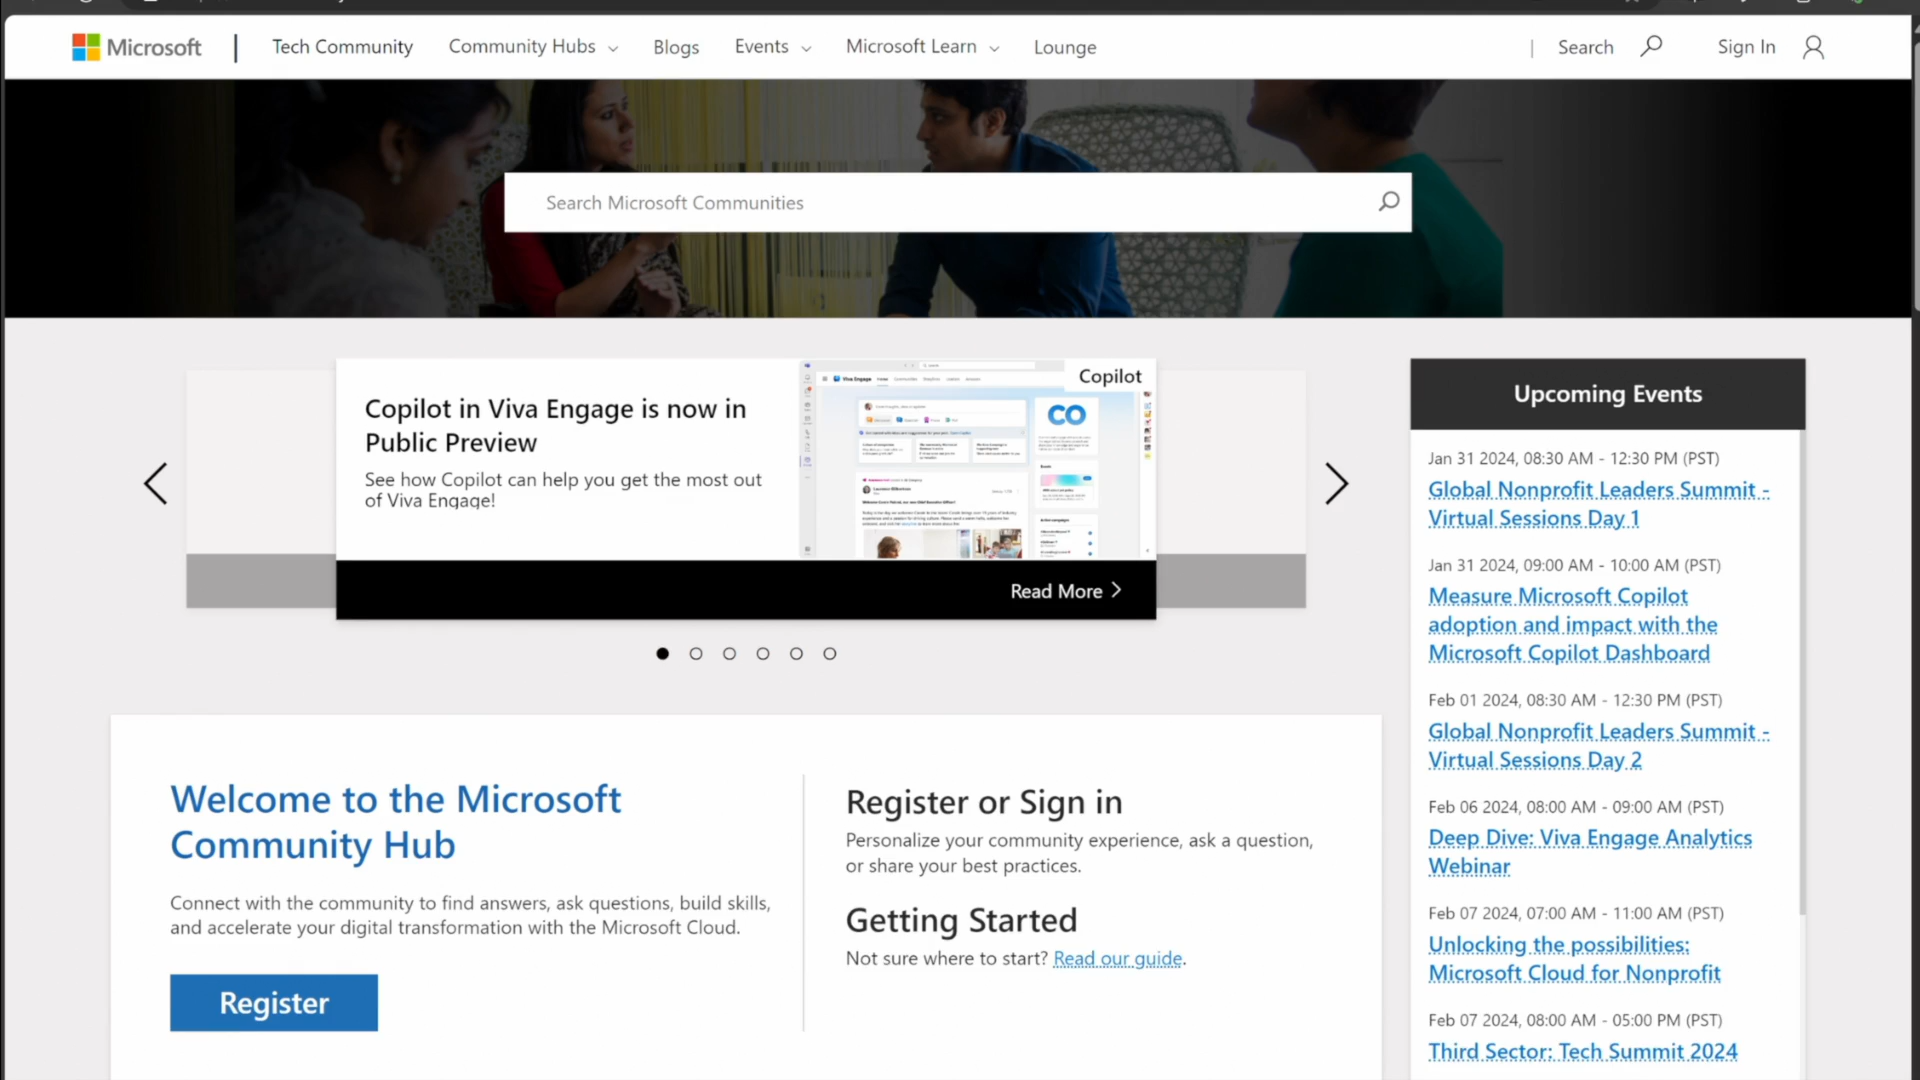 Microsoft
Tech Community
Community Hubs
Blogs
Events
Microsoft Learn
Lounge
Search
Sign In
Search Microsoft Communities
Copilot in Viva Engage is now in
Public Preview
See how Copilot can help you get the most out
of Viva Engage!
Viva Engage
Copilot
Read More
Upcoming Events
Jan 31 2024, 08:30 AM - 12:30 PM (PST)
Global Nonprofit Leaders Summit -
Virtual Sessions Day 1
Jan 31 2024, 09:00 AM - 10:00 AM (PST)
Measure Microsoft Copilot
adoption and impact with the
Microsoft Copilot Dashboard
Feb 01 2024, 08:30 AM - 12:30 PM (PST)
Global Nonprofit Leaders Summit -
Virtual Sessions Day 2
Feb 06 2024, 08:00 AM - 09:00 AM (PST)
Deep Dive: Viva Engage Analytics
Webinar
Feb 07 2024, 07:00 AM - 11:00 AM (PST)
Unlocking the possibilities:
Microsoft Cloud for Nonprofit
Feb 07 2024, 08:00 AM - 05:00 PM (PST)
Third Sector: Tech Summit 2024
Welcome to the Microsoft
Community Hub
Connect with the community to find answers, ask questions, build skills,
and accelerate your digital transformation with the Microsoft Cloud.
Register
Register or Sign in
Personalize your community experience, ask a question,
or share your best practices.
Getting Started
Not sure where to start? Read our guide.